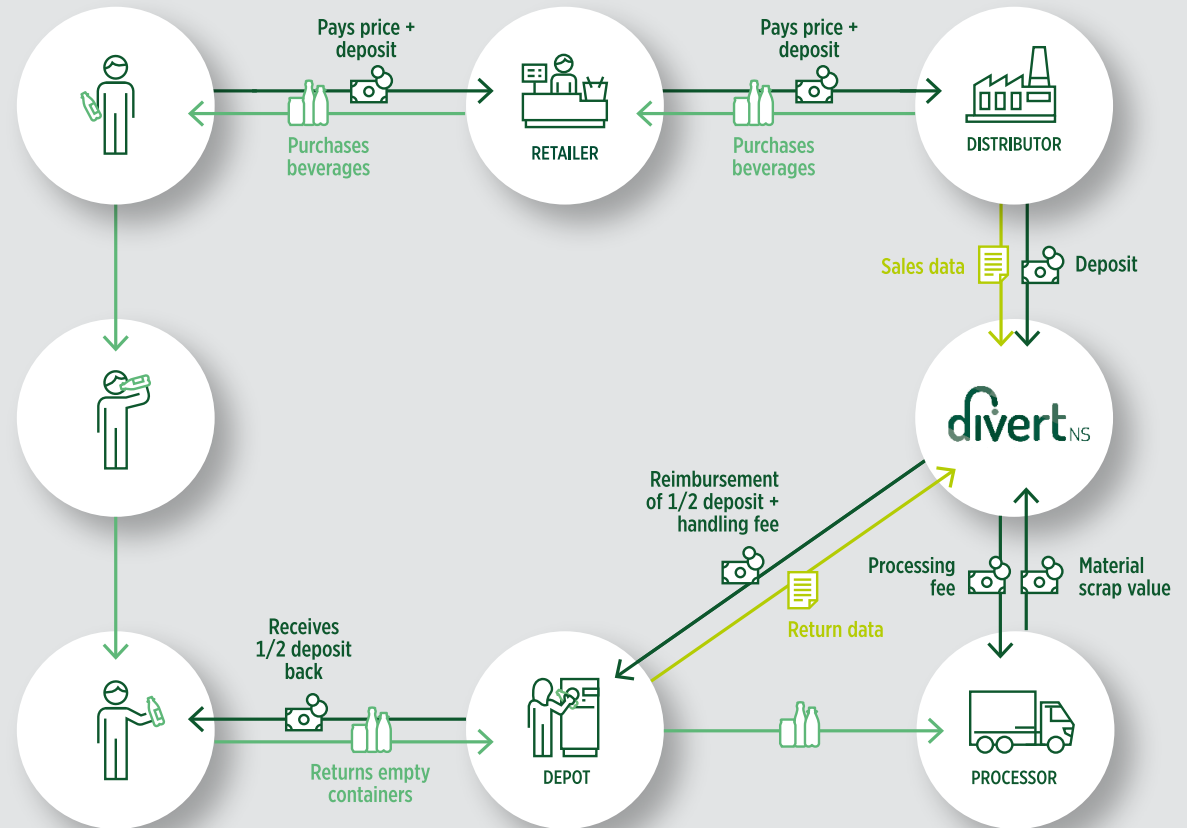 Pays price +
deposit
Purchases
beverages
RETAILER
Pays price +
deposit
Purchases
beverages
DISTRIBUTOR
Sales data
Deposit
divert NS
Reimbursement
of 1/2 deposit +
handling fee
Return data
Processing
fee
Material
scrap value
Receives
1/2 deposit
back
Returns empty
containers
DEPOT
PROCESSOR